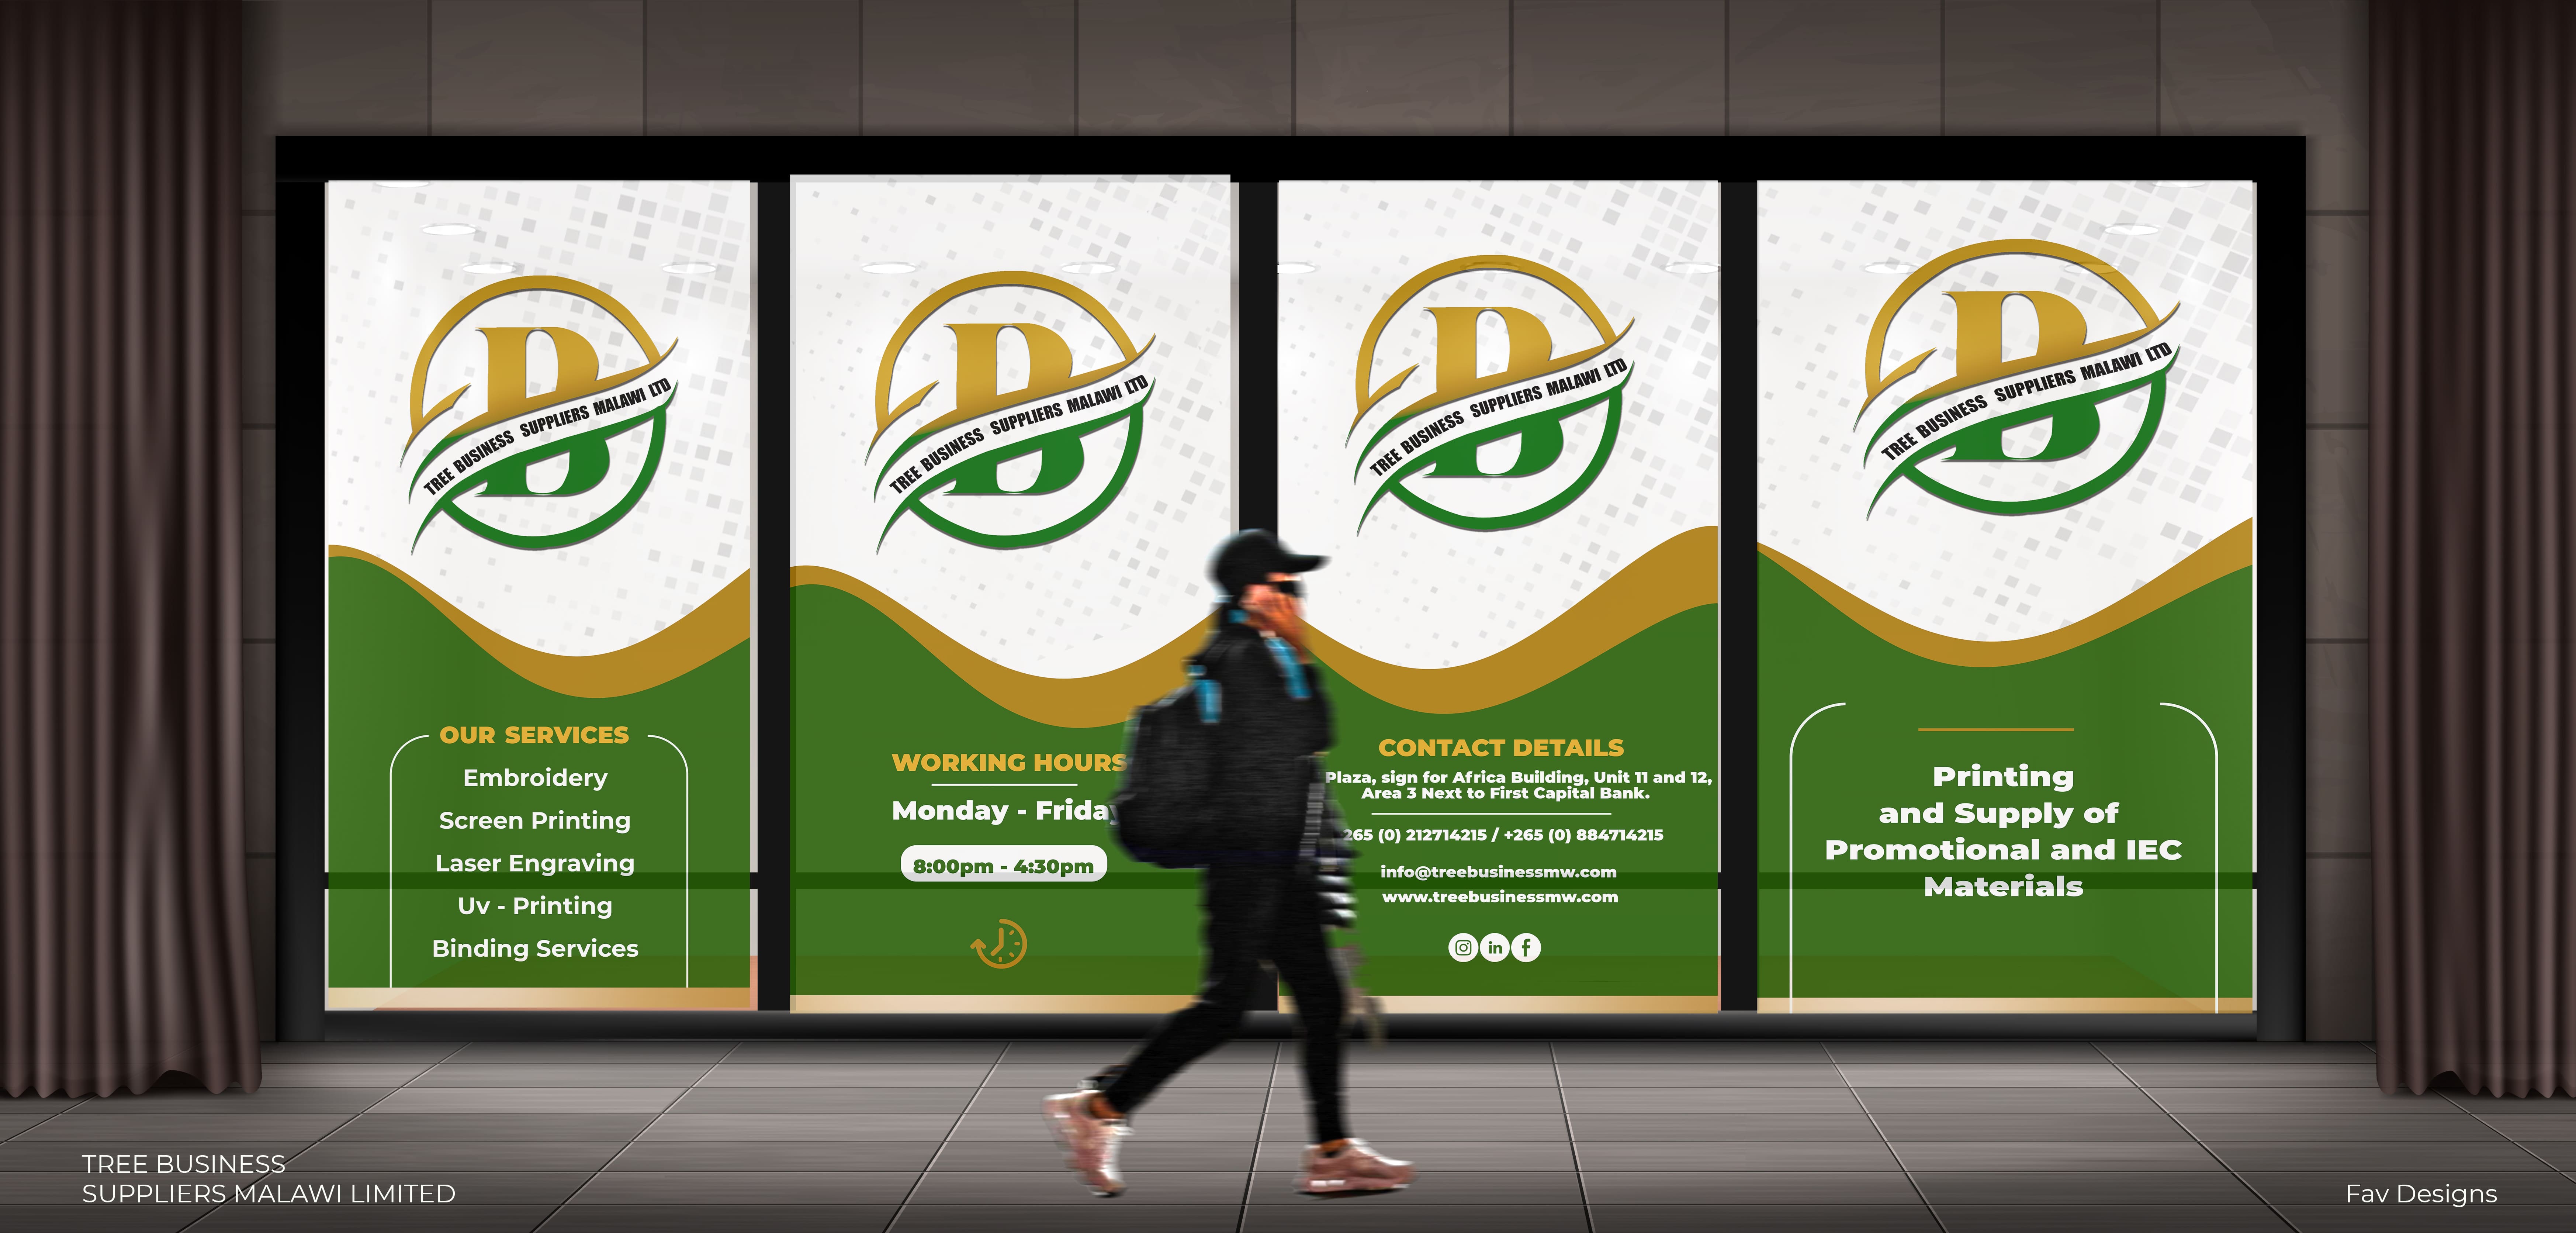 TREE BUSINESS SUPPLIERS MALAWI LTD
OUR SERVICES
Embroidery
Screen Printing
Laser Engraving
Uv - Printing
Binding Services
TREE BUSINESS SUPPLIERS MALAWI LTD
WORKING HOURS
Monday - Friday
8:00pm - 4:30pm
TREE BUSINESS SUPPLIERS MALAWI LTD
CONTACT DETAILS
Plaza, sign for Africa Building, Unit 11 and 12,
Area 3 Next to First Capital Bank.
265 (0) 212714215 / +265 (0) 884714215
info@treebusinessmw.com
www.treebusinessmw.com
in
f
TREE BUSINESS SUPPLIERS MALAWI LTD
Printing
and Supply of
Promotional and IEC
Materials
TREE BUSINESS
SUPPLIERS MALAWI LIMITED
Fav Designs